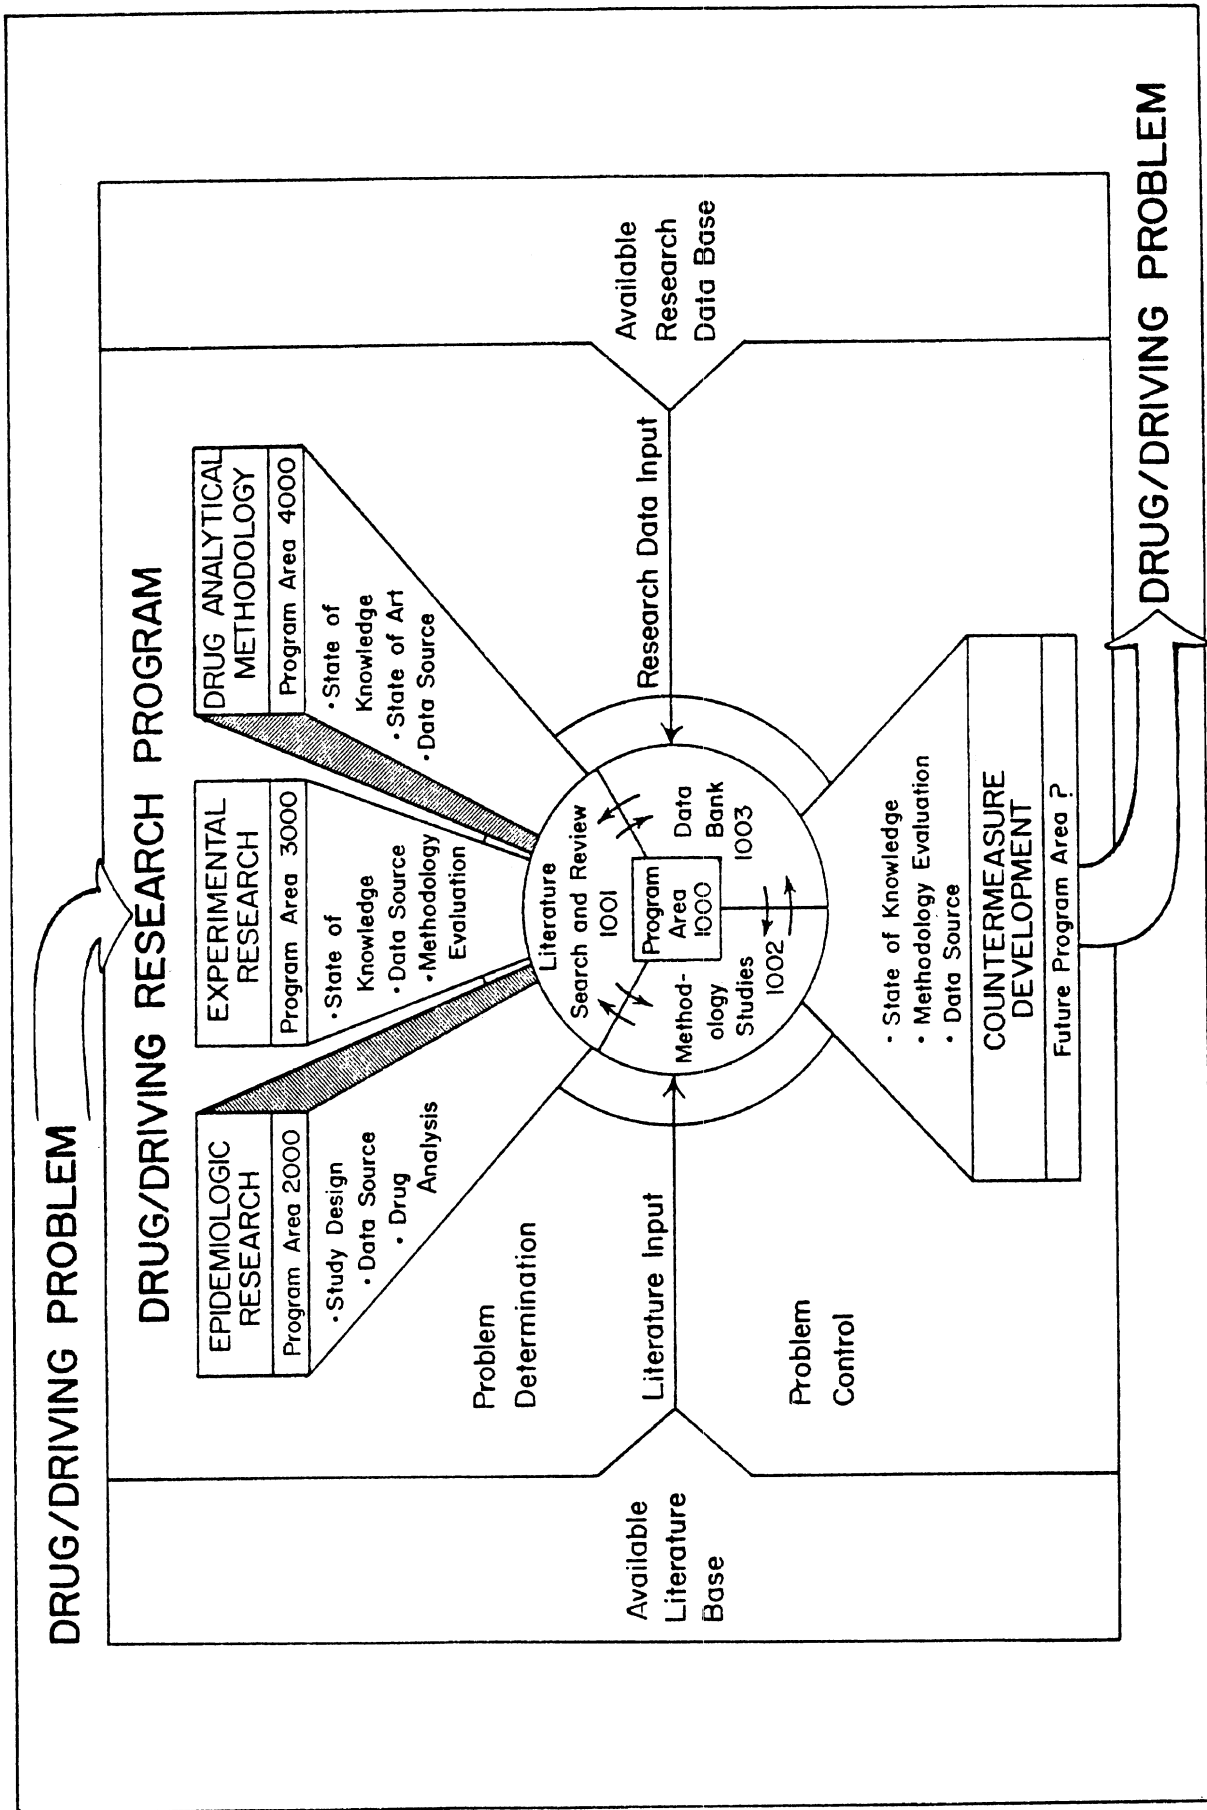 DRUG/DRIVING PROBLEM
DRUG/DRIVING RESEARCH PROGRAM
EPIDEMIOLOGIC
RESEARCH
Program Area 2000
• Study Design
• Data Source
• Drug
Analysis
EXPERIMENTAL
RESEARCH
Program Area 3000
• State of
Knowledge
• Data Source
• Methodology
Evaluation
DRUG ANALYTICAL
METHODOLOGY
Program Area 4000
• State of
Knowledge
• State of Art
• Data Source
Problem
Determination
Available
Literature
Base
Literature Input
Literature
Search and Review
1001
Program
Area
1000
Method-
ology
Studies
1002
Data
Bank
1003
Research Data Input
Available
Research
Data Base
Problem
Control
• State of Knowledge
• Methodology Evaluation
• Data Source
COUNTERMEASURE
DEVELOPMENT
Future Program Area ?
DRUG/DRIVING PROBLEM